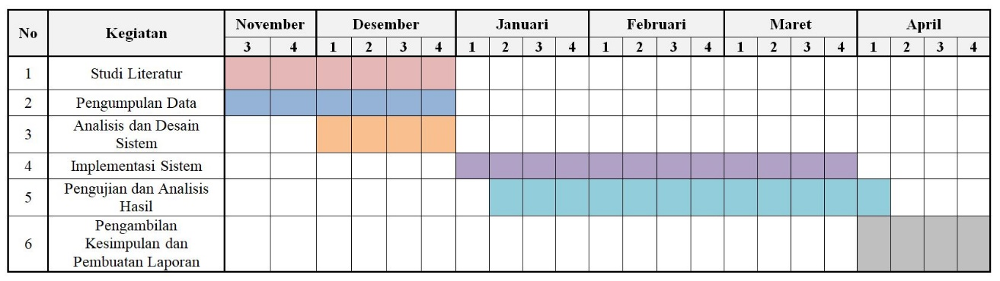 No Kegiatan November Desember Januari Februari Maret April
3 4 1 2 3 4 1 2 3 4 1 2 3 4 1 2 3 4 1 2 3 4
1 Studi Literatur
2 Pengumpulan Data
3 Analisis dan Desain
Sistem
4 Implementasi Sistem
5 Pengujian dan Analisis
Hasil
6 Pengambilan
Kesimpulan dan
Pembuatan Laporan